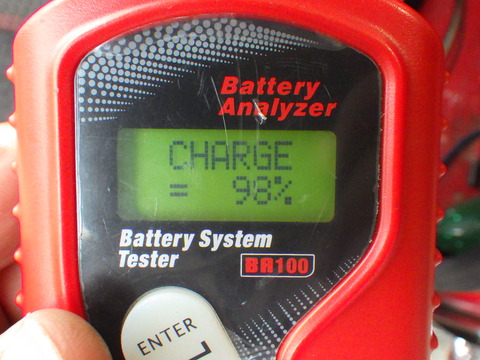 Battery
Analyzer
CHARGE
= 98%
Battery System
Tester
BR100
ENTER